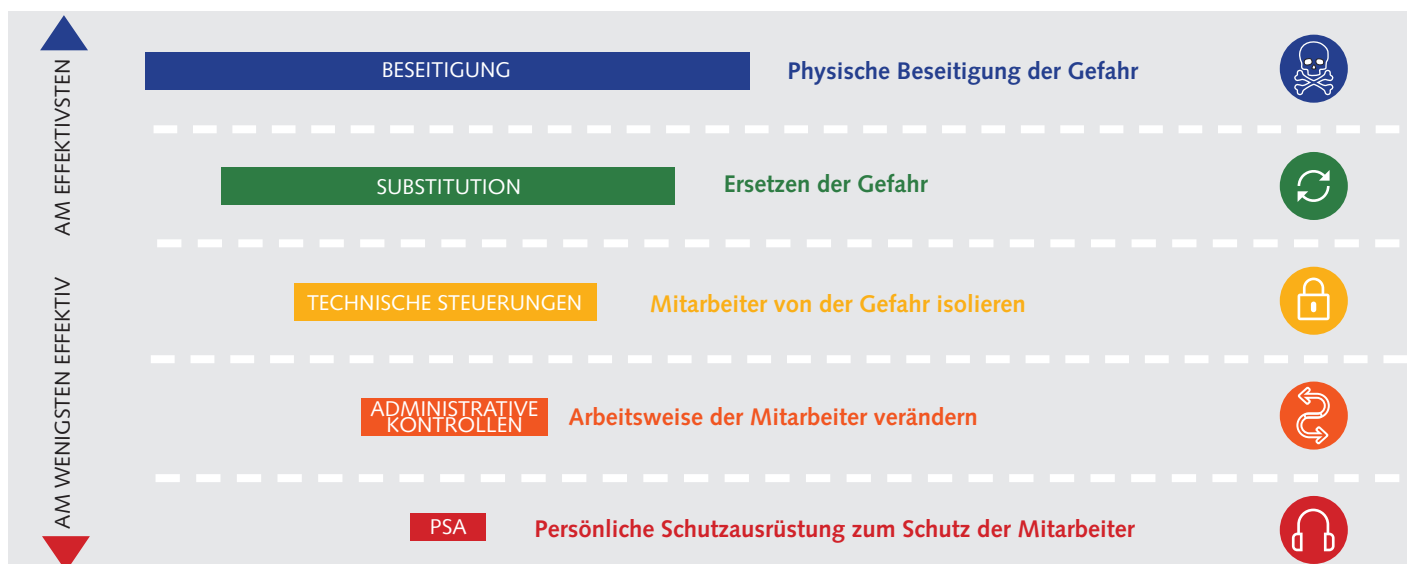 AM EFFEKTIVSTEN
BESEITIGUNG
Physische Beseitigung der Gefahr
SUBSTITUTION
Ersetzen der Gefahr
AM WENIGSTEN EFFEKTIV
TECHNISCHE STEUERUNGEN
Mitarbeiter von der Gefahr isolieren
ADMINISTRATIVE
KONTROLLEN
Arbeitsweise der Mitarbeiter verändern
PSA
Persönliche Schutzausrüstung zum Schutz der Mitarbeiter